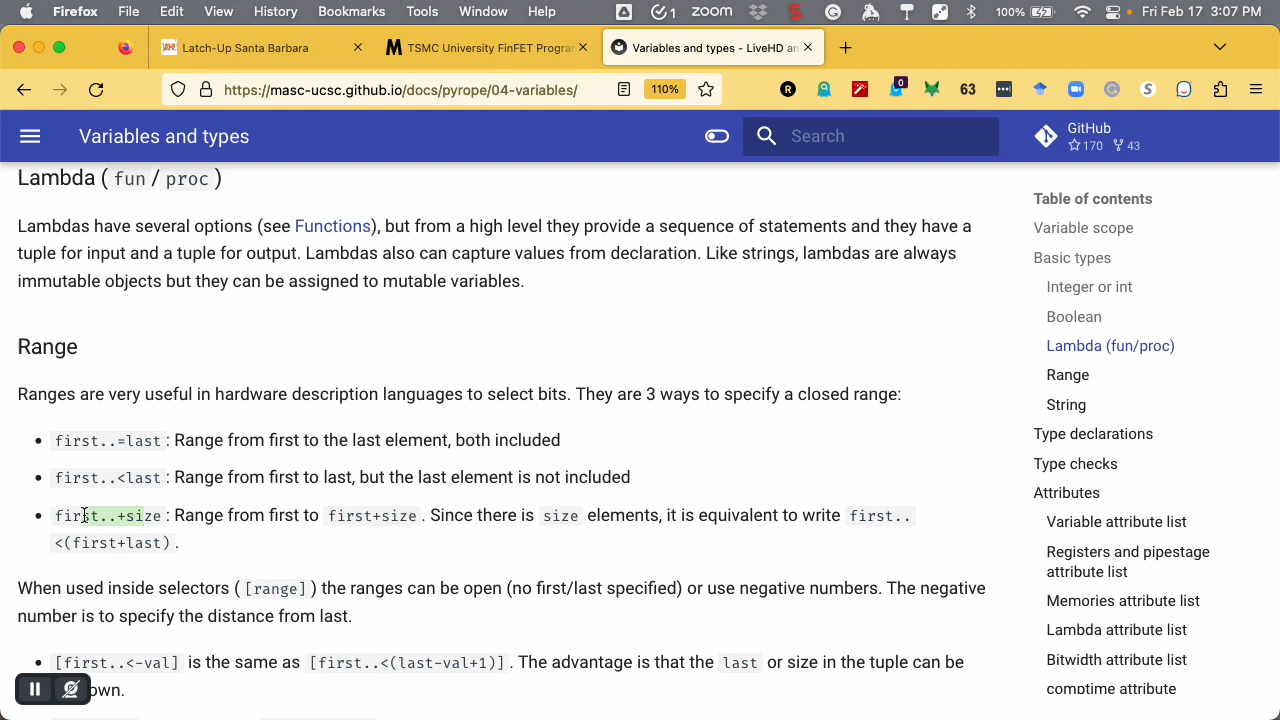 Firefox File Edit View History Bookmarks Tools Window Help 1 zoom 100% Fri Feb 17 3:07 PM
Latch-Up Santa Barbara
TSMC University FinFET Progra
Variables and types - LiveHD an
https://masc-ucsc.github.io/docs/pyrope/04-variables/
110%
R
0
63
Variables and types
Search
GitHub
170 43
Lambda ( fun / proc )
Lambdas have several options (see Functions), but from a high level they provide a sequence of statements and they have a
tuple for input and a tuple for output. Lambdas also can capture values from declaration. Like strings, lambdas are always
immutable objects but they can be assigned to mutable variables.
Range
Ranges are very useful in hardware description languages to select bits. They are 3 ways to specify a closed range:
first..=last : Range from first to the last element, both included
first..<last : Range from first to last, but the last element is not included
first..+size : Range from first to first+size . Since there is size elements, it is equivalent to write first..
<(first+last) .
When used inside selectors ( [range] ) the ranges can be open (no first/last specified) or use negative numbers. The negative
number is to specify the distance from last.
[first..<-val] is the same as [first..<(last-val+1)] . The advantage is that the last or size in the tuple can be
own.
Table of contents
Variable scope
Basic types
Integer or int
Boolean
Lambda (fun/proc)
Range
String
Type declarations
Type checks
Attributes
Variable attribute list
Registers and pipestage
attribute list
Memories attribute list
Lambda attribute list
Bitwidth attribute list
comptime attribute